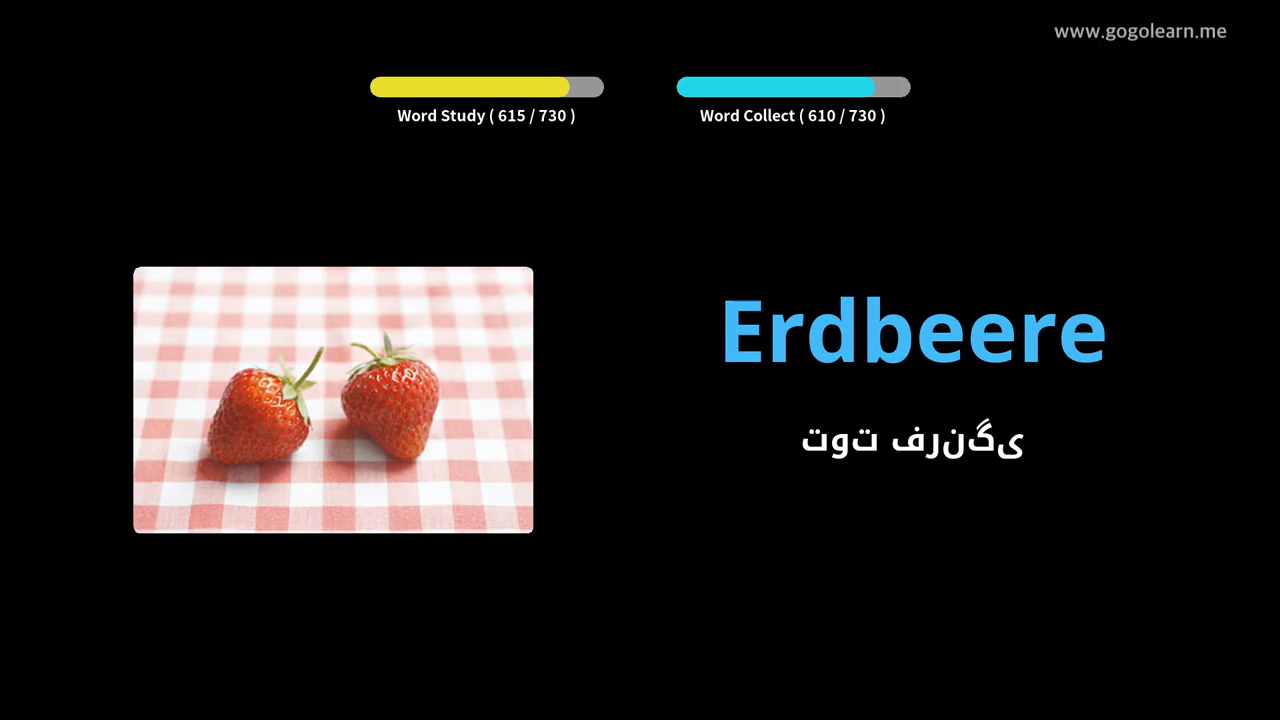 www.gogolearn.me
Word Study ( 615 / 730 )
Word Collect ( 610 / 730 )
Erdbeere
توت فرنگی